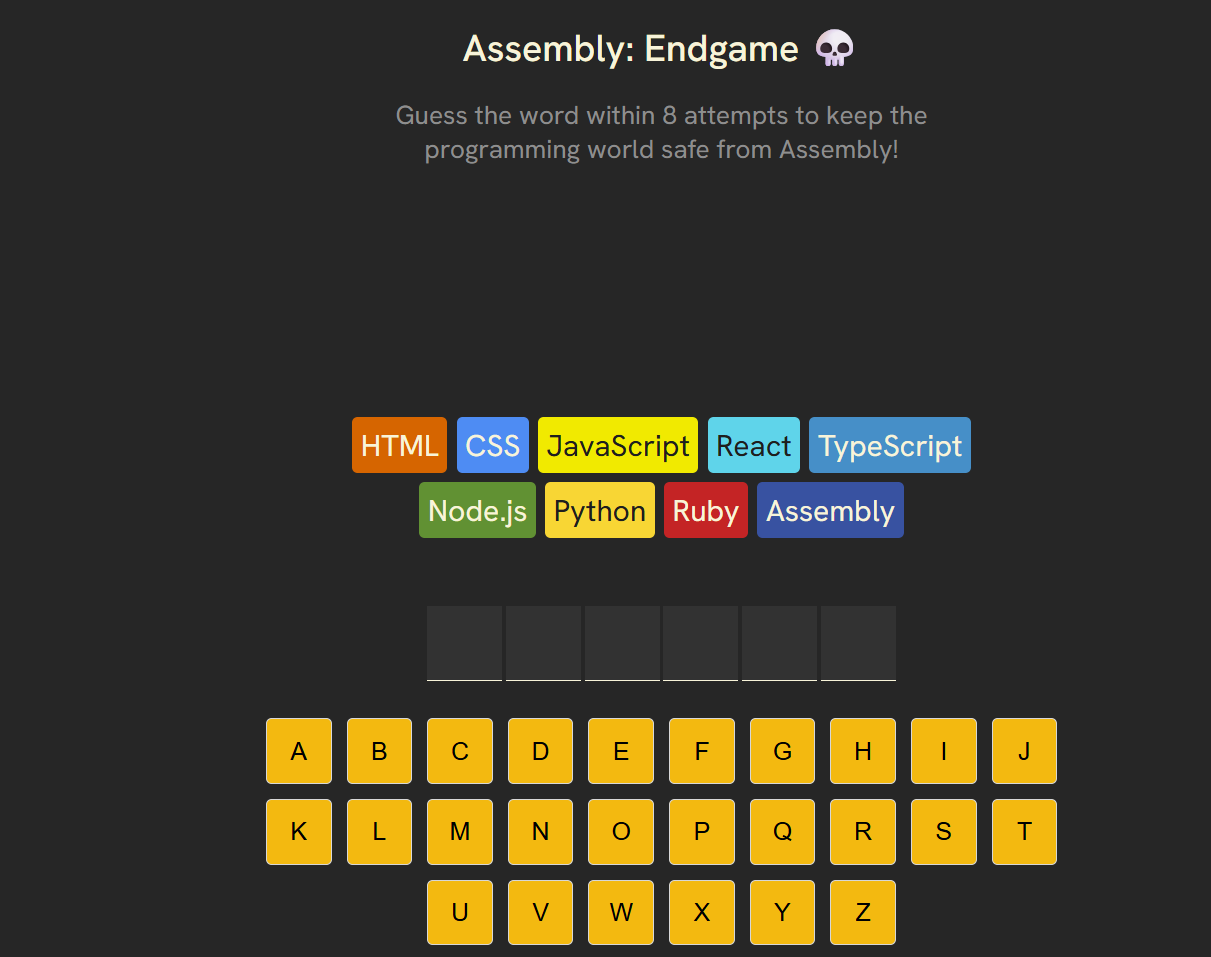 Assembly: Endgame 💀
Guess the word within 8 attempts to keep the
programming world safe from Assembly!
HTML CSS JavaScript React TypeScript
Node.js Python Ruby Assembly
A B C D E F G H I J
K L M N O P Q R S T
U V W X Y Z